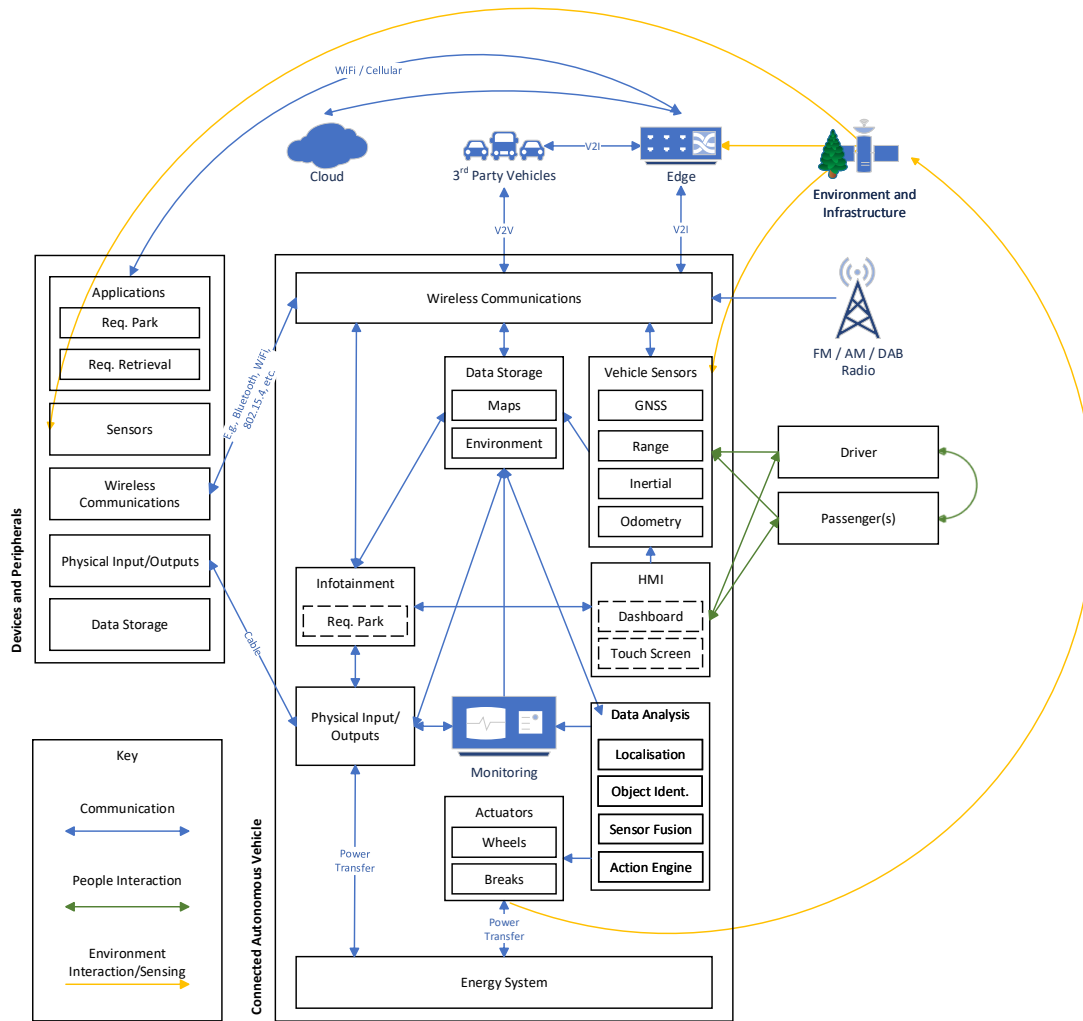 WiFi / Cellular
Cloud
3rd Party Vehicles
V2I
Edge
Environment and
Infrastructure
V2V
V2I
FM / AM / DAB
Radio
Devices and Peripherals
Applications
Req. Park
Req. Retrieval
Sensors
Wireless
Communications
Physical Input/Outputs
Data Storage
E.g., Bluetooth, WiFi,
802.15.4, etc.
Cable
Connected Autonomous Vehicle
Wireless Communications
Data Storage
Maps
Environment
Vehicle Sensors
GNSS
Range
Inertial
Odometry
Driver
Passenger(s)
Infotainment
Req. Park
HMI
Dashboard
Touch Screen
Physical Input/
Outputs
Monitoring
Data Analysis
Localisation
Object Ident.
Sensor Fusion
Action Engine
Actuators
Wheels
Breaks
Power
Transfer
Power
Transfer
Energy System
Key
Communication
People Interaction
Environment
Interaction/Sensing